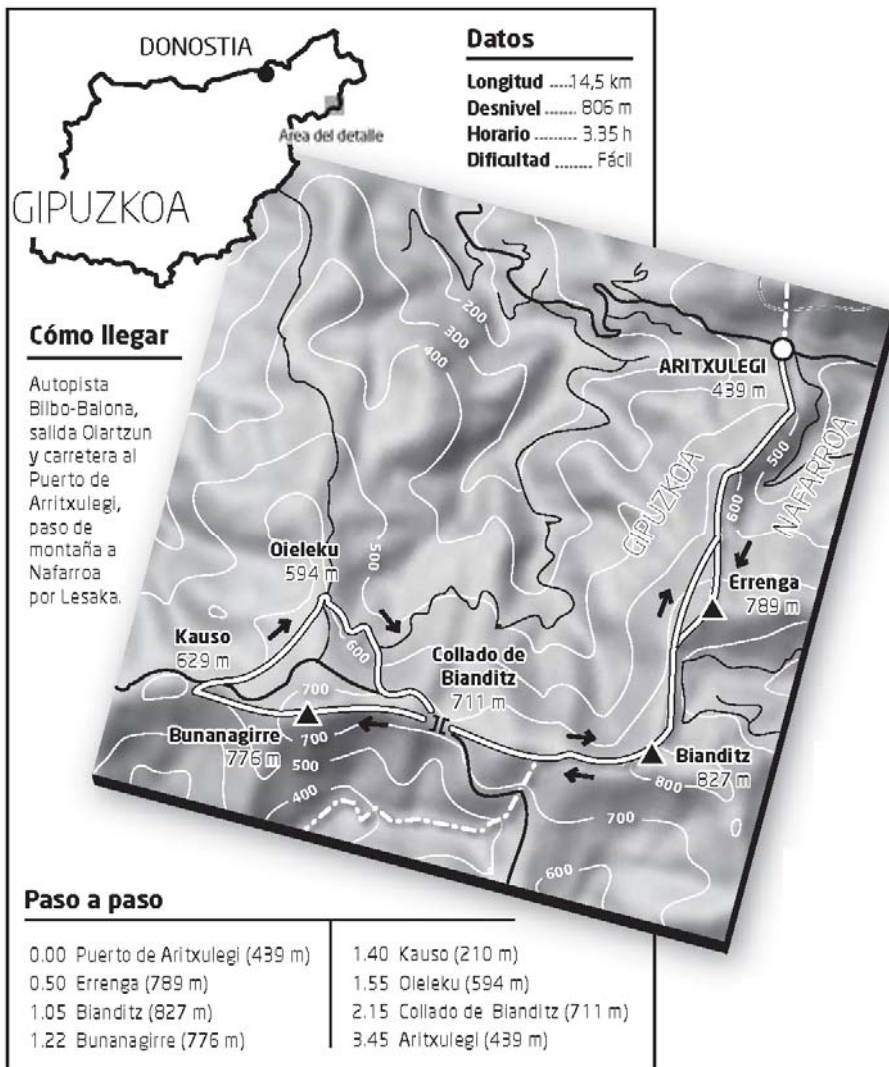 DONOSTIA
Area del detalle
GIPUZKOA
Datos
Longitud ..... 14,5 km
Desnivel ........ 806 m
Horario .......... 3.35 h
Dificultad ........ Fácil
Cómo llegar
Autopista
Bilbo-Baiona,
salida Oiartzun
y carretera al
Puerto de
Arritxulegi,
paso de
montaña a
Nafarroa
por Lesaka.
200
300
400
ARITXULEGI
439 m
500
600
GIPUZKOA
NAFARROA
Oieleku
594 m
500
Errenga
789 m
600
Kauso
629 m
Collado de
Bianditz
711 m
700
Bunanagirre
776 m
700
500
400
Bianditz
827 m
800
700
600
Paso a paso
0.00 Puerto de Aritxulegi (439 m)
0.50 Errenga (789 m)
1.05 Bianditz (827 m)
1.22 Bunanagirre (776 m)
1.40 Kauso (210 m)
1.55 Oieleku (594 m)
2.15 Collado de Bianditz (711 m)
3.45 Aritxulegi (439 m)